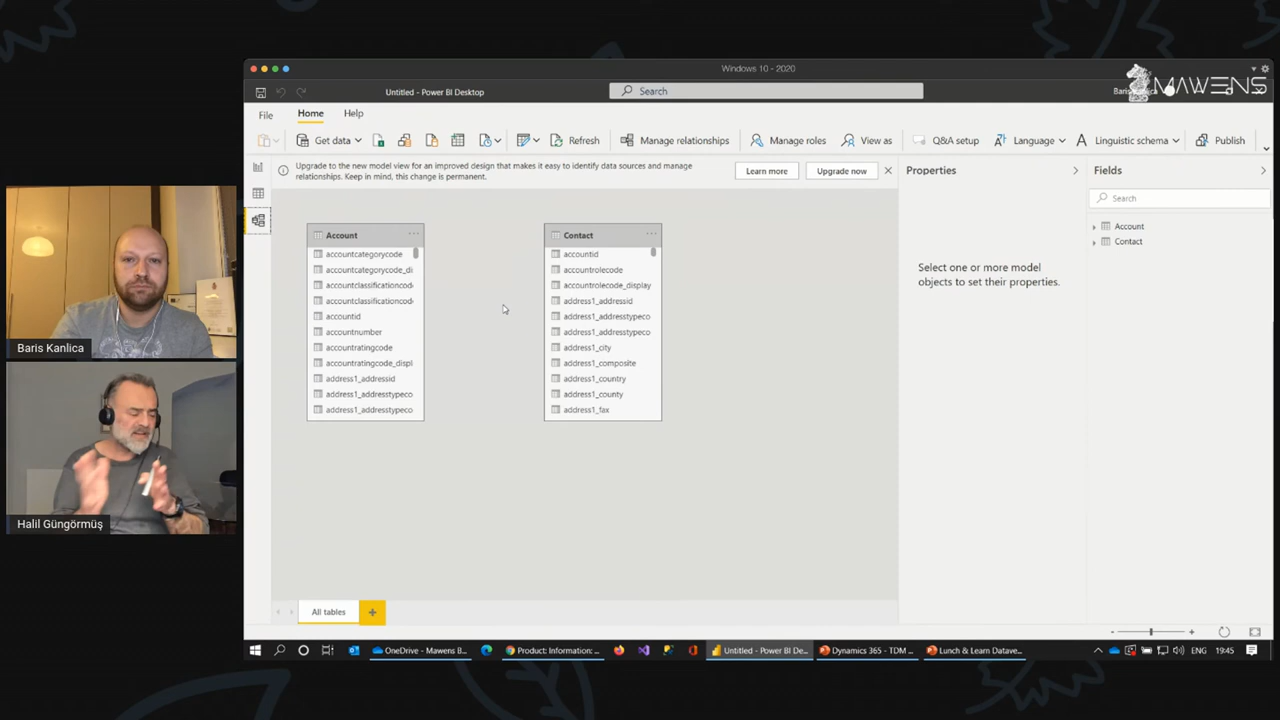 Windows 10 - 2020
MAWENS
Untitled - Power BI Desktop
Search
File
Home
Help
Get data
Refresh
Manage relationships
Manage roles
View as
Q&A setup
Language
Linguistic schema
Publish
Upgrade to the new model view for an improved design that makes it easy to identify data sources and manage
relationships. Keep in mind, this change is permanent.
Learn more
Upgrade now
Properties
Fields
Search
Account
Contact
Select one or more model
objects to set their properties.
Account
accountcategorycode
accountcategorycode_di
accountclassificationcod
accountclassificationcod
accountid
accountnumber
accountratingcode
accountratingcode_displ
address1_addressid
address1_addresstypeco
address1_addresstypeco
Contact
accountid
accountrolecode
accountrolecode_display
address1_addressid
address1_addresstypeco
address1_addresstypeco
address1_city
address1_composite
address1_country
address1_county
address1_fax
Baris Kanlica
Halil Güngörmüş
All tables
+
OneDrive - Mawens B...
Product: Information: ...
Untitled - Power BI De...
Dynamics 365 - TDM ...
Lunch & Learn Datave...
ENG
19:45